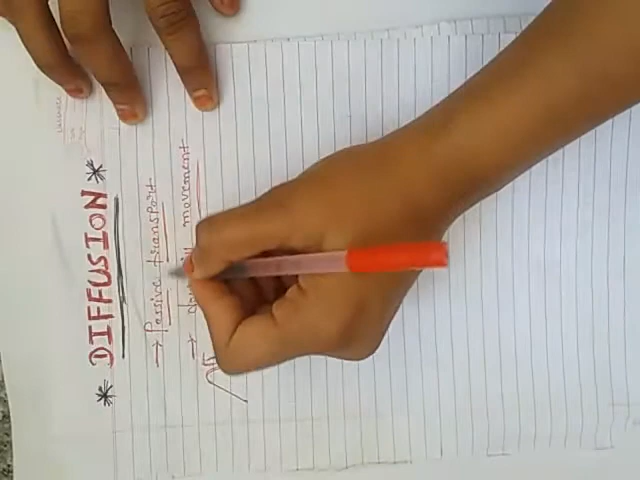 * DIFFUSION *
→ Passive transport
→ movement